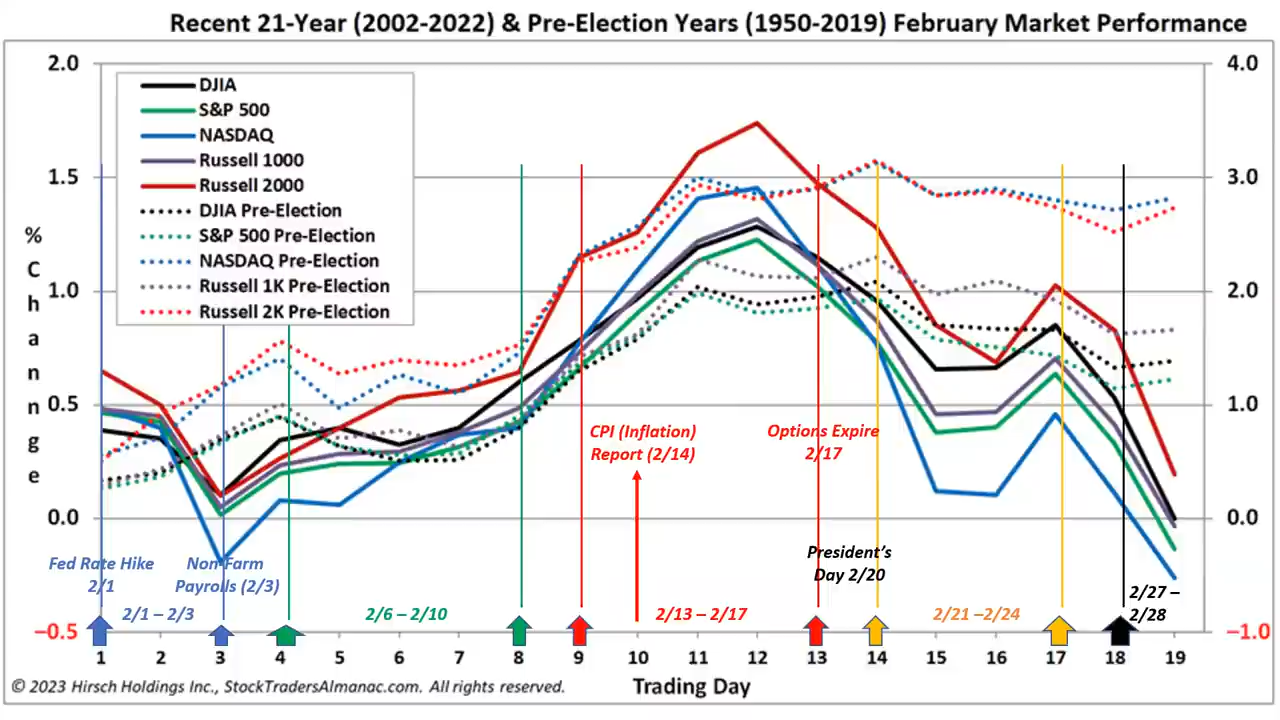 Recent 21-Year (2002-2022) & Pre-Election Years (1950-2019) February Market Performance
2.0
4.0
DJIA
S&P 500
NASDAQ
Russell 1000
Russell 2000
DJIA Pre-Election
S&P 500 Pre-Election
NASDAQ Pre-Election
Russell 1K Pre-Election
Russell 2K Pre-Election
1.5
3.0
% Change
1.0
2.0
0.5
1.0
CPI (Inflation)
Report (2/14)
Options Expire
2/17
0.0
0.0
Fed Rate Hike
2/1
Non Farm
Payrolls (2/3)
President's
Day 2/20
2/1 – 2/3
2/6 – 2/10
2/13 – 2/17
2/21 – 2/24
2/27 –
2/28
−0.5
−1.0
1 2 3 4 5 6 7 8 9 10 11 12 13 14 15 16 17 18 19
Trading Day
© 2023 Hirsch Holdings Inc., StockTradersAlmanac.com. All rights reserved.